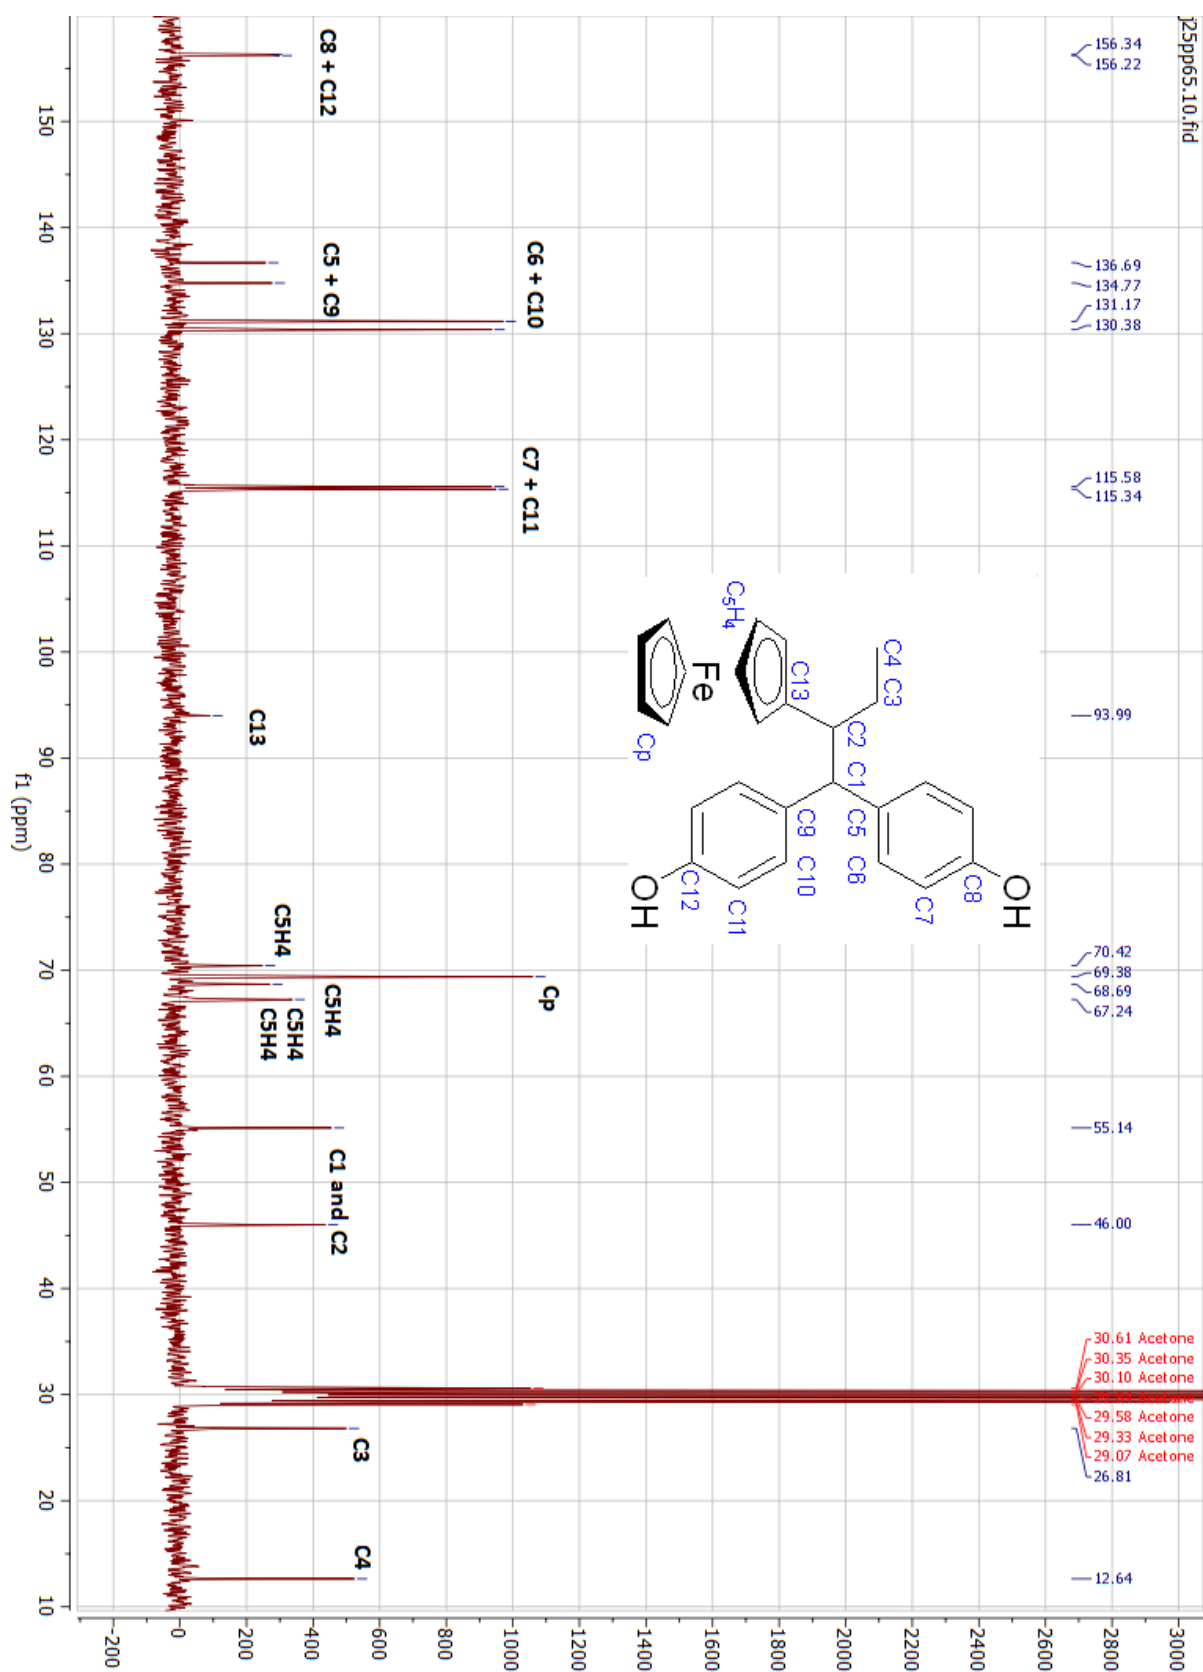 J25pp65.10.fid
156.34
156.22
136.69
134.77
131.17
130.38
115.58
115.34
93.99
70.42
69.38
68.69
67.24
55.14
46.00
30.61 Acetone
30.35 Acetone
30.10 Acetone
29.58 Acetone
29.33 Acetone
29.07 Acetone
26.81
12.64
C8 + C12
C5 + C9
C6 + C10
C7 + C11
C13
C5H4
Cp
C5H4
C5H4
C5H4
C1 and C2
C3
C4
C₅H₄
C13
C4
C3
C2
C1
Fe
Cp
C9
C10
C11
C12
OH
C5
C6
C7
C8
OH
150
140
130
120
110
100
90
80
70
60
50
40
30
20
10
f1 (ppm)
3000
2800
2600
2400
2200
2000
1800
1600
1400
1200
1000
800
600
400
200
0
-200